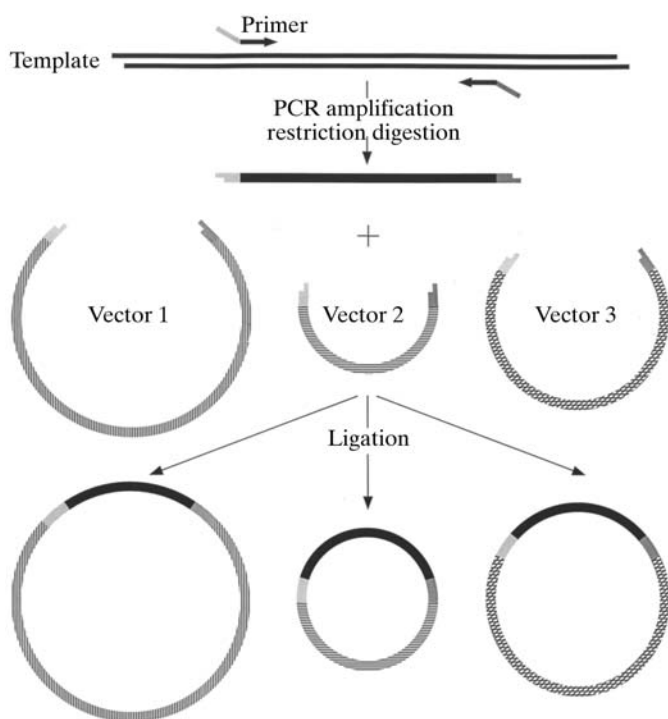 Primer
Template
PCR amplification
restriction digestion
+
Vector 1
Vector 2
Vector 3
Ligation